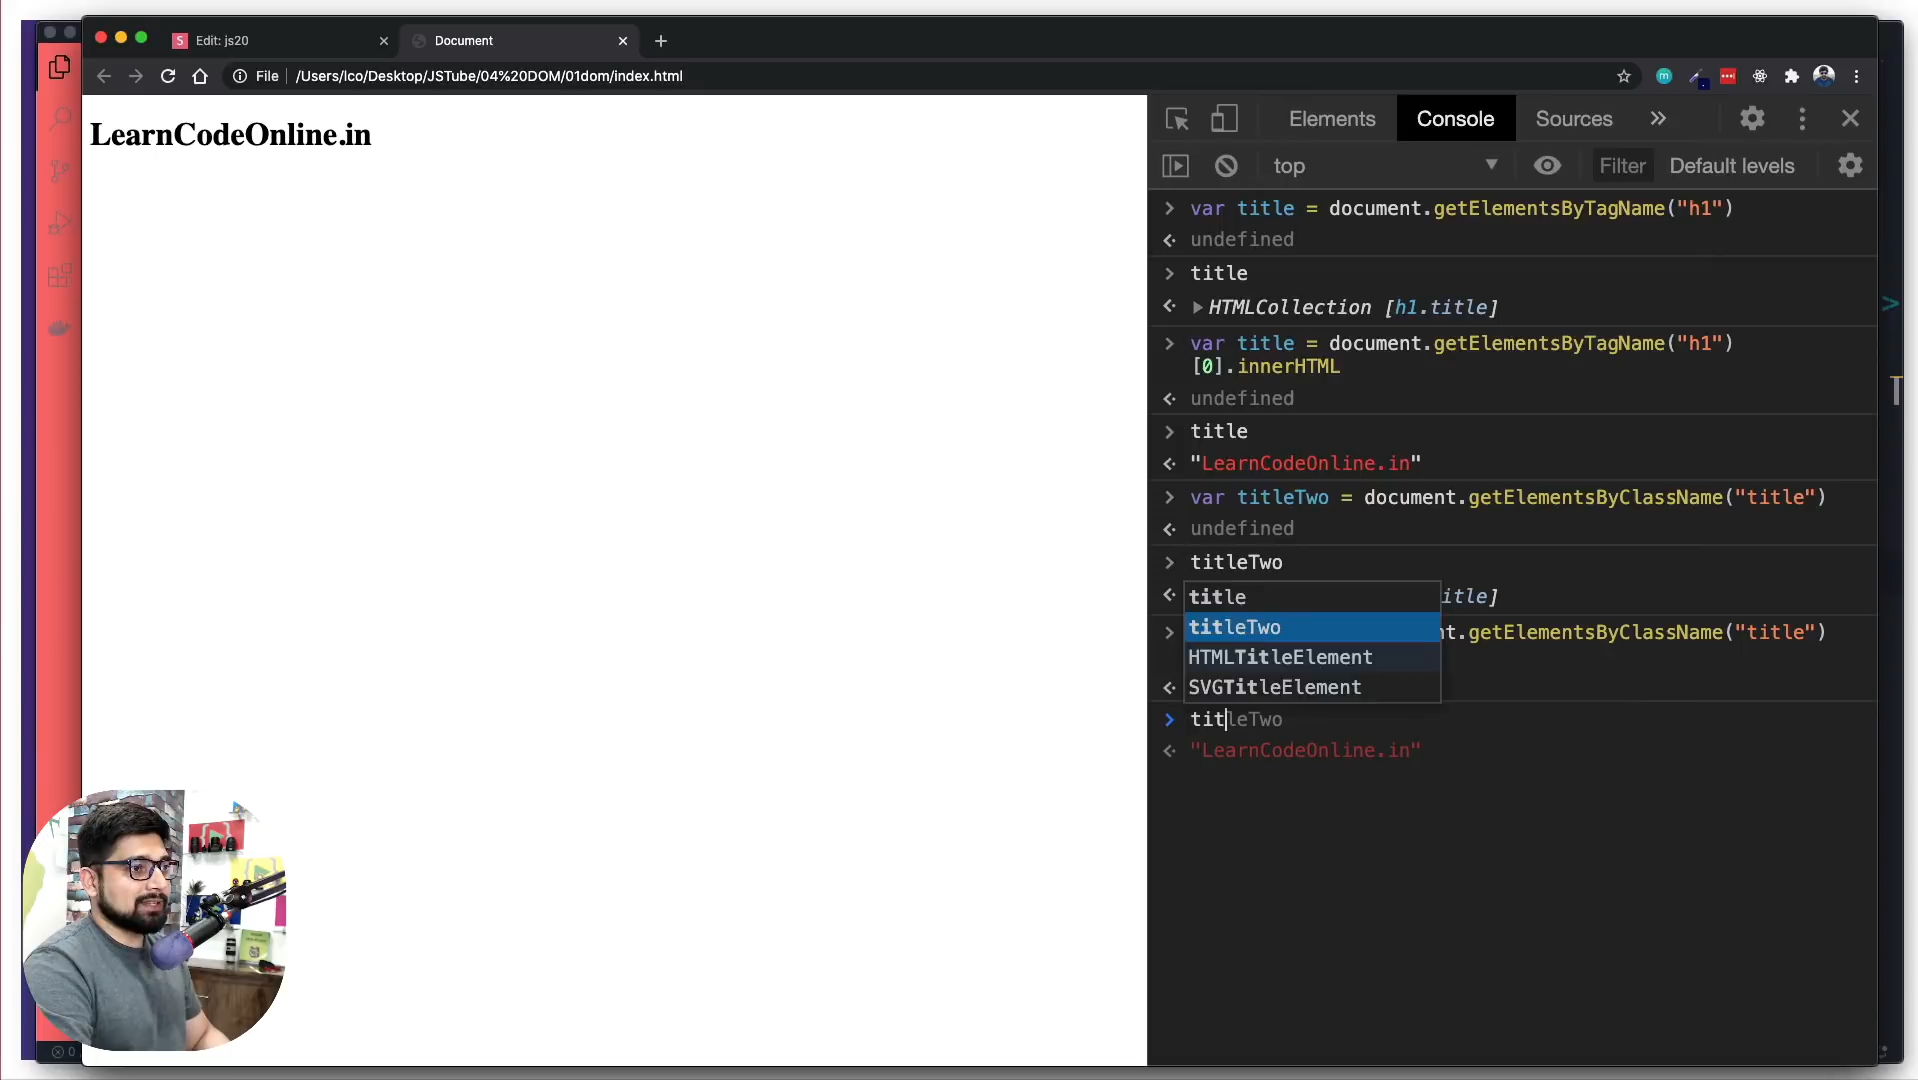 Edit: js20
Document
File
/Users/lco/Desktop/JSTube/04%20DOM/01dom/index.html
LearnCodeOnline.in
Elements
Console
Sources
top
Filter
Default levels
> var title = document.getElementsByTagName("h1")
undefined
> title
HTMLCollection [h1.title]
> var title = document.getElementsByTagName("h1")
[0].innerHTML
undefined
> title
"LearnCodeOnline.in"
> var titleTwo = document.getElementsByClassName("title")
undefined
> titleTwo
title
itle]
titleTwo
> nt.getElementsByClassName("title")
HTMLTitleElement
SVGTitleElement
> titleTwo
"LearnCodeOnline.in"
0